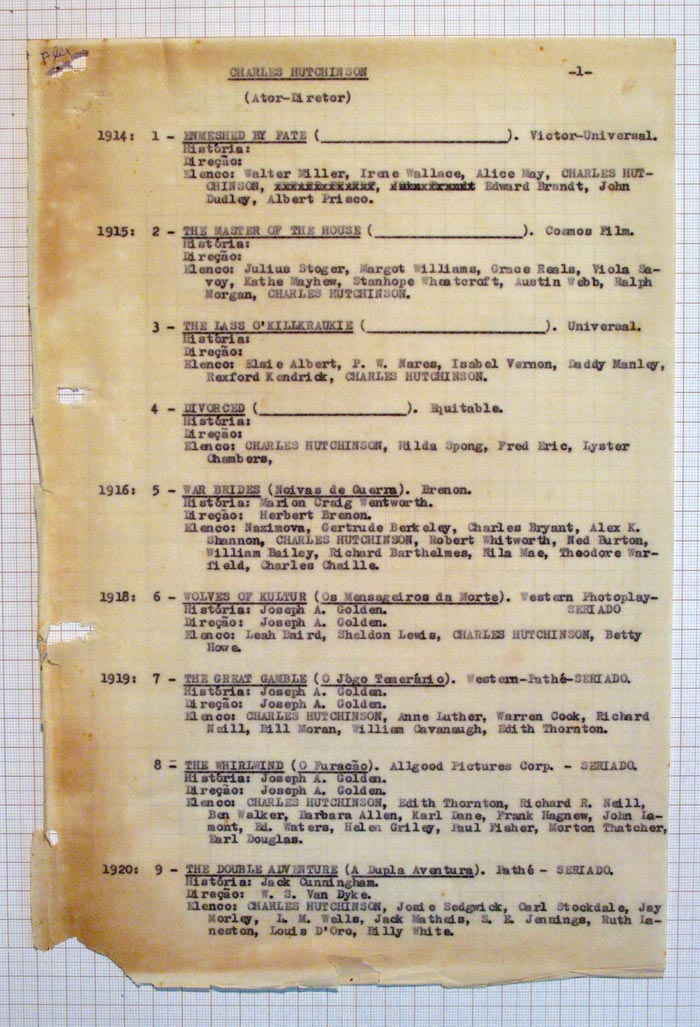 CHARLES HUTCHINSON -1-
(Ator-Diretor)
1914: 1 - ENMESHED BY FATE (____________________). Victor-Universal.
História:
Direção:
Elenco: Walter Miller, Irene Wallace, Alice May, CHARLES HUT-
CHINSON, Edward Brandt, John
Dudley, Albert Prisco.
1915: 2 - THE MASTER OF THE HOUSE (________________). Cosmos Film.
História:
Direção:
Elenco: Julius Stoger, Margot Williams, Grace Reals, Viola Sa-
voy, Kathe Mayhew, Stanhope Wheatcroft, Austin Webb, Ralph
Morgan, CHARLES HUTCHINSON.
3 - THE LASS O'KILLKRAUKIE (___________________). Universal.
História:
Direção:
Elenco: Elsie Albert, P. W. Nares, Isabel Vernon, Daddy Manley,
Rexford Kendrick, CHARLES HUTCHINSON.
4 - DIVORCED (________________). Equitable.
História:
Direção:
Elenco: CHARLES HUTCHINSON, Hilda Spong, Fred Eric, Lyster
Chambers,
1916: 5 - WAR BRIDES (Noivas de Guerra). Brenon.
História: Marion Craig Wentworth.
Direção: Herbert Brenon.
Elenco: Nazimova, Gertrude Berkeley, Charles Bryant, Alex K.
Shannon, CHARLES HUTCHINSON, Robert Whitworth, Ned Burton,
William Bailey, Richard Barthelmes, Nila Mae, Theodore War-
field, Charles Chaille.
1918: 6 - WOLVES OF KULTUR (Os Mensageiros da Morte). Western Photoplay-
História: Joseph A. Golden. SERIADO
Direção: Joseph A. Golden.
Elenco: Leah Baird, Sheldon Lewis, CHARLES HUTCHINSON, Betty
Howe.
1919: 7 - THE GREAT GAMBLE (O Jôgo Temerário). Western-Pathé-SERIADO.
História: Joseph A. Golden.
Direção: Joseph A. Golden.
Elenco: CHARLES HUTCHINSON, Anne Luther, Warren Cook, Richard
Neill, Bill Moran, William Cavanaugh, Edith Thornton.
8 - THE WHIRLWIND (O Furacão). Allgood Pictures Corp. - SERIADO.
História: Joseph A. Golden.
Direção: Joseph A. Golden.
Elenco: CHARLES HUTCHINSON, Edith Thornton, Richard R. Neill,
Ben Walker, Barbara Allen, Karl Dane, Frank Hagnew, John La-
mont, Ed. Waters, Helen Griley, Paul Fisher, Morton Thatcher,
Earl Douglas.
1920: 9 - THE DOUBLE ADVENTURE (A Dupla Aventura). Pathé - SERIADO.
História: Jack Cunningham.
Direção: W. S. Van Dyke.
Elenco: CHARLES HUTCHINSON, Josie Sedgwick, Carl Stockdale, Jay
Morley, L. M. Wells, Jack Matheis, S. E. Jennings, Ruth La-
neston, Louis D'Oro, Billy White.